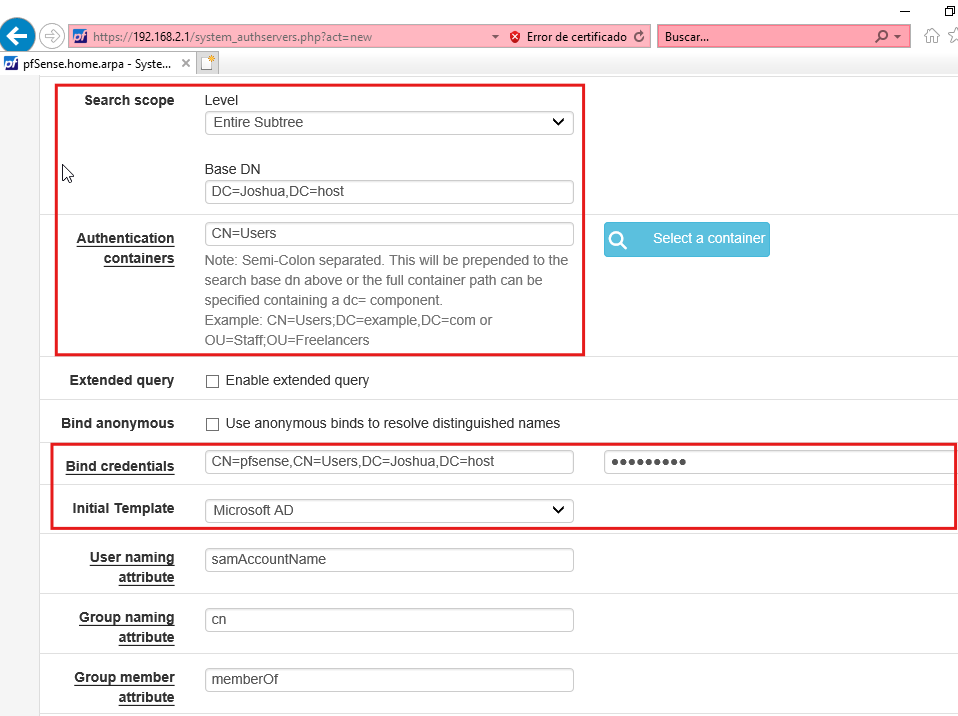 https://192.168.2.1/system_authservers.php?act=new
Error de certificado
Buscar...
pfSense.home.arpa - Syste...
Search scope
Level
Entire Subtree
Base DN
DC=Joshua,DC=host
Authentication
containers
CN=Users
Select a container
Note: Semi-Colon separated. This will be prepended to the
search base dn above or the full container path can be
specified containing a dc= component.
Example: CN=Users;DC=example,DC=com or
OU=Staff;OU=Freelancers
Extended query
Enable extended query
Bind anonymous
Use anonymous binds to resolve distinguished names
Bind credentials
CN=pfsense,CN=Users,DC=Joshua,DC=host
●●●●●●●●●
Initial Template
Microsoft AD
User naming
attribute
samAccountName
Group naming
attribute
cn
Group member
attribute
memberOf